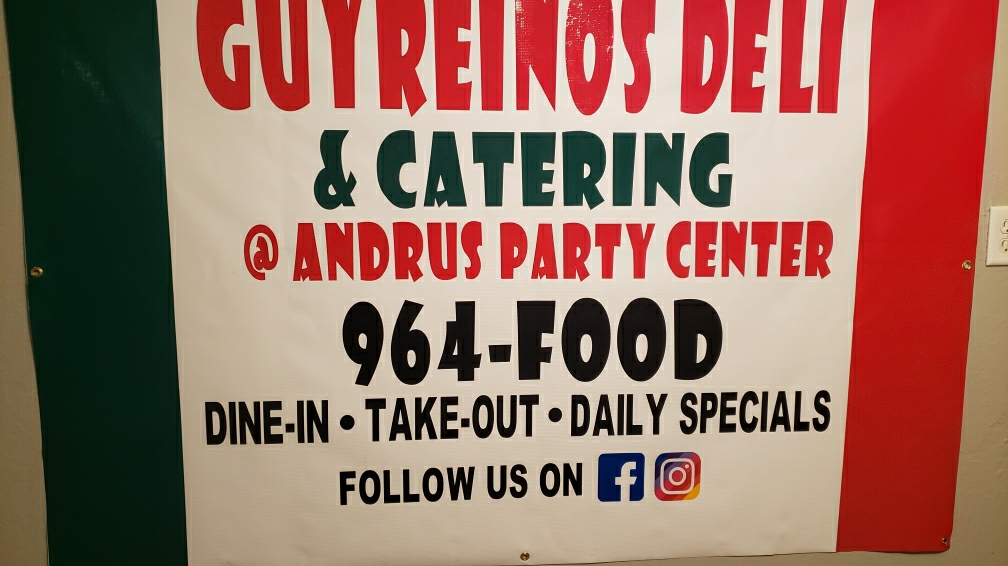 GUYREINOS DELI
& CATERING
@ ANDRUS PARTY CENTER
964-FOOD
DINE-IN • TAKE-OUT • DAILY SPECIALS
FOLLOW US ON